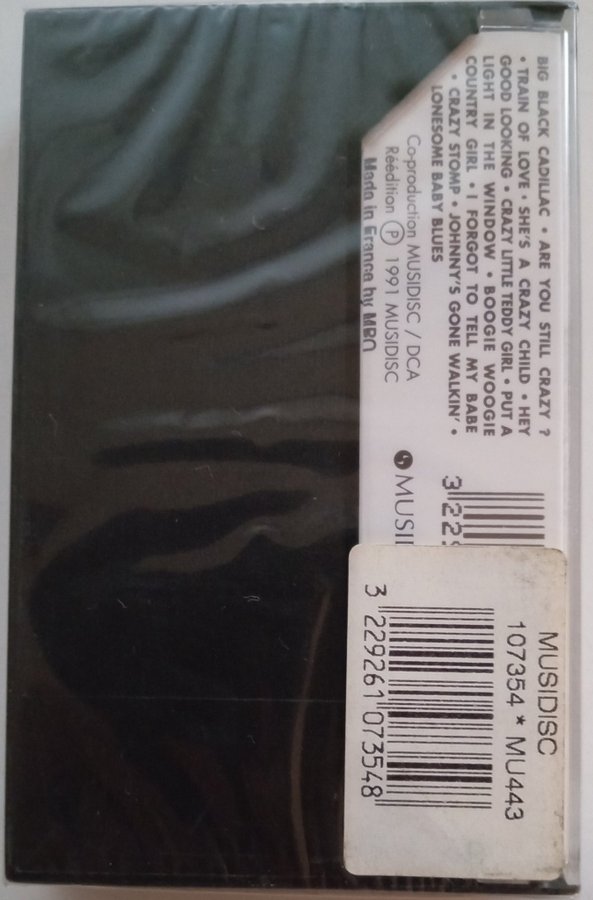 BIG BLACK CADILLAC • ARE YOU STILL CRAZY ?
• TRAIN OF LOVE • SHE'S A CRAZY CHILD • HEY
GOOD LOOKING • CRAZY LITTLE TEDDY GIRL • PUT A
LIGHT IN THE WINDOW • BOOGIE WOOGIE
COUNTRY GIRL • I FORGOT TO TELL MY BABE
• CRAZY STOMP • JOHNNY'S GONE WALKIN' •
LONESOME BABY BLUES
Co-production MUSIDISC / DCA
Réédition Ⓟ 1991 MUSIDISC
Made in France by MPO
MUSI
3 229
MUSIDISC
107354 * MU443
3 229261 073548